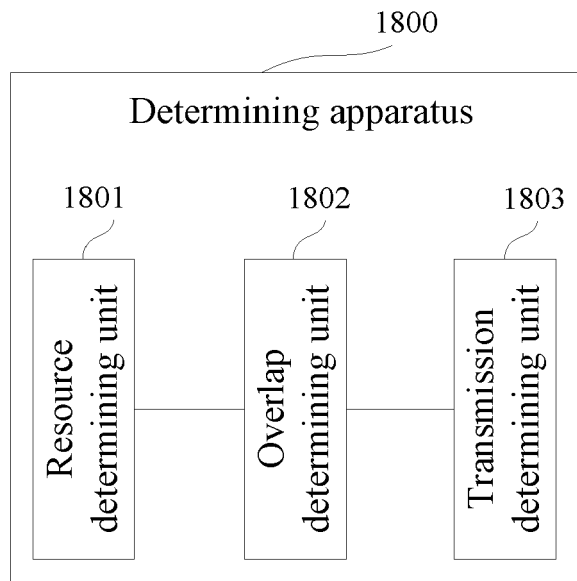 1800
Determining apparatus
1801
1802
1803
Resource
determining unit
Overlap
determining unit
Transmission
determining unit